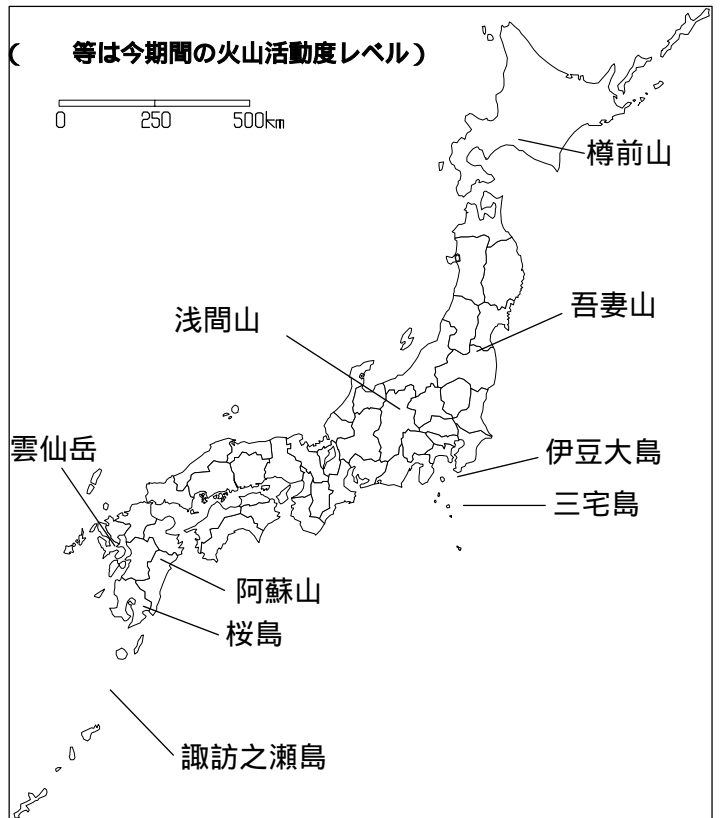 (　　等は今期間の火山活動度レベル)
0 250 500km
樽前山
吾妻山
浅間山
雲仙岳
伊豆大島
三宅島
阿蘇山
桜島
諏訪之瀬島